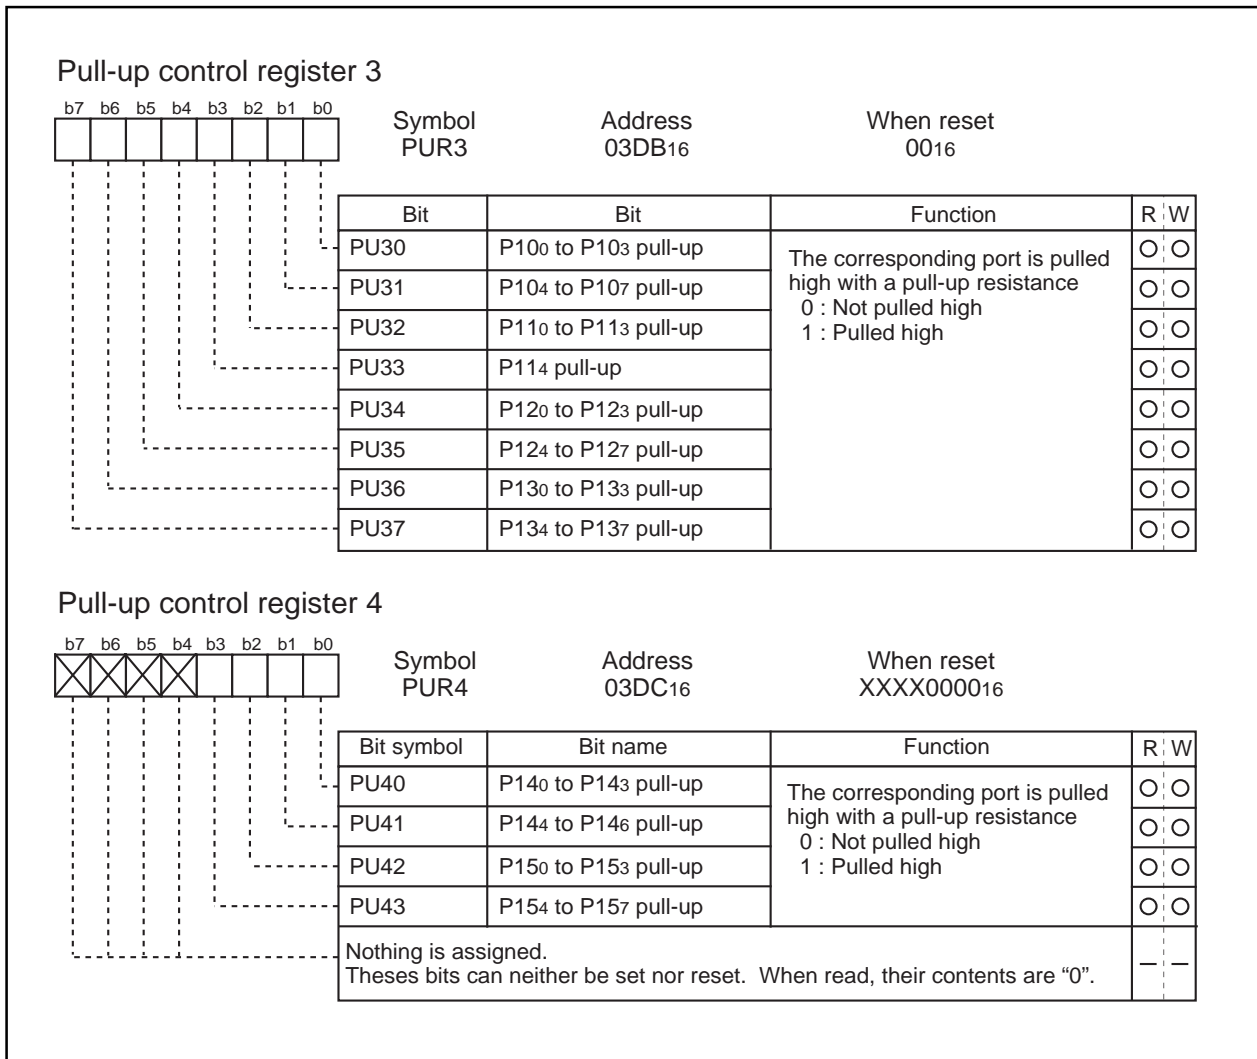 Pull-up control register 3
b7 b6 b5 b4 b3 b2 b1 b0
Symbol Address When reset
PUR3 03DB16 0016
Bit Bit Function R W
PU30 P100 to P103 pull-up
The corresponding port is pulled
high with a pull-up resistance
0 : Not pulled high
1 : Pulled high
PU31 P104 to P107 pull-up
PU32 P110 to P113 pull-up
PU33 P114 pull-up
PU34 P120 to P123 pull-up
PU35 P124 to P127 pull-up
PU36 P130 to P133 pull-up
PU37 P134 to P137 pull-up
Pull-up control register 4
b7 b6 b5 b4 b3 b2 b1 b0
Symbol Address When reset
PUR4 03DC16 XXXX000016
Bit symbol Bit name Function R W
PU40 P140 to P143 pull-up
The corresponding port is pulled
high with a pull-up resistance
0 : Not pulled high
1 : Pulled high
PU41 P144 to P146 pull-up
PU42 P150 to P153 pull-up
PU43 P154 to P157 pull-up
Nothing is assigned.
Theses bits can neither be set nor reset. When read, their contents are “0”. – –